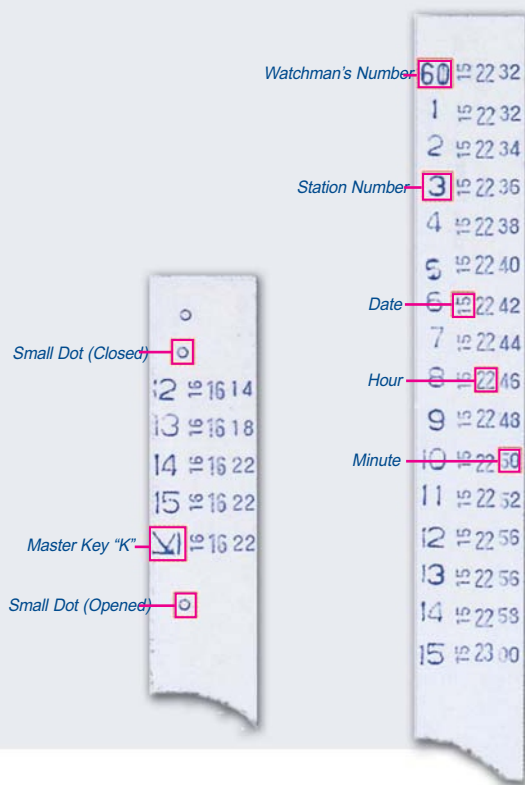 Small Dot (Closed)
12 16 16 14
13 16 16 18
14 16 16 22
15 16 16 22
Master Key “K” K 16 16 22
Small Dot (Opened)
Watchman's Number 60 15 22 32
1 15 22 32
2 15 22 34
Station Number 3 15 22 36
4 15 22 38
5 15 22 40
Date 6 15 22 42
7 15 22 44
Hour 8 15 22 46
9 15 22 48
Minute 10 15 22 50
11 15 22 52
12 15 22 56
13 15 22 56
14 15 22 58
15 15 23 00